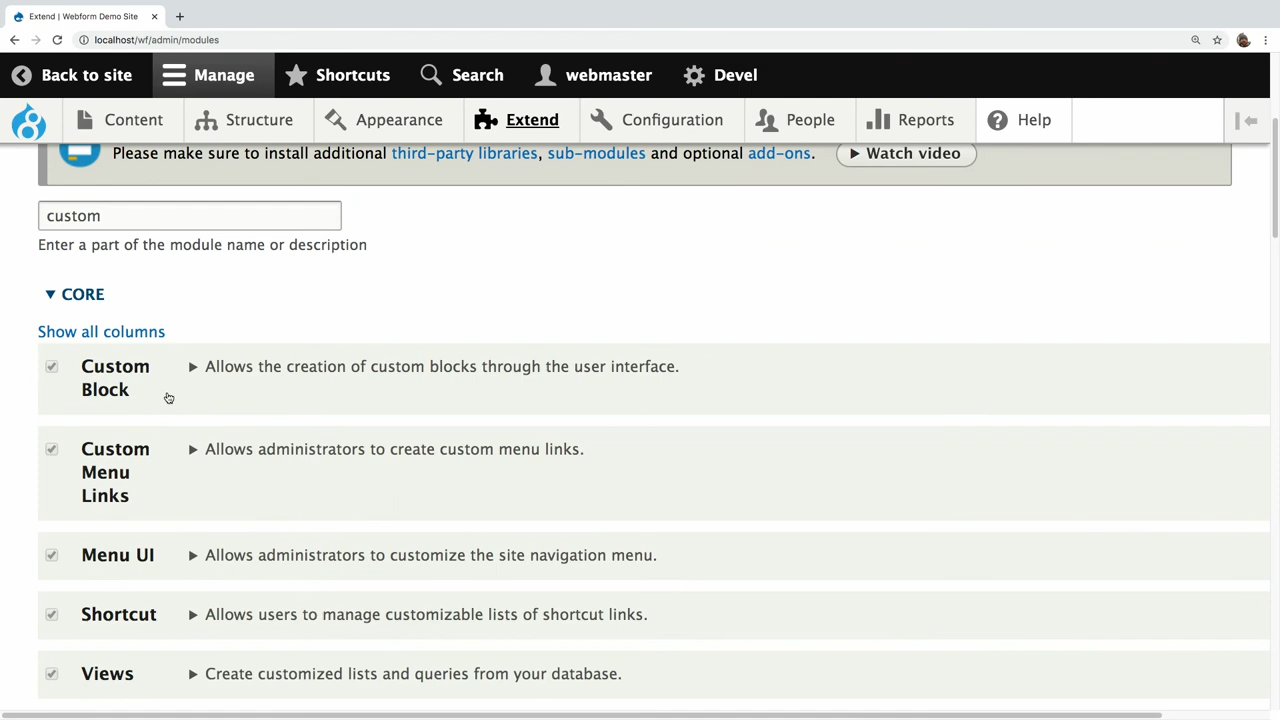 Extend | Webform Demo Site
localhost/wf/admin/modules
Back to site Manage Shortcuts Search webmaster Devel
Content Structure Appearance Extend Configuration People Reports Help
Please make sure to install additional third-party libraries, sub-modules and optional add-ons. Watch video
custom
Enter a part of the module name or description
CORE
Show all columns
Custom Block
Allows the creation of custom blocks through the user interface.
Custom Menu Links
Allows administrators to create custom menu links.
Menu UI
Allows administrators to customize the site navigation menu.
Shortcut
Allows users to manage customizable lists of shortcut links.
Views
Create customized lists and queries from your database.